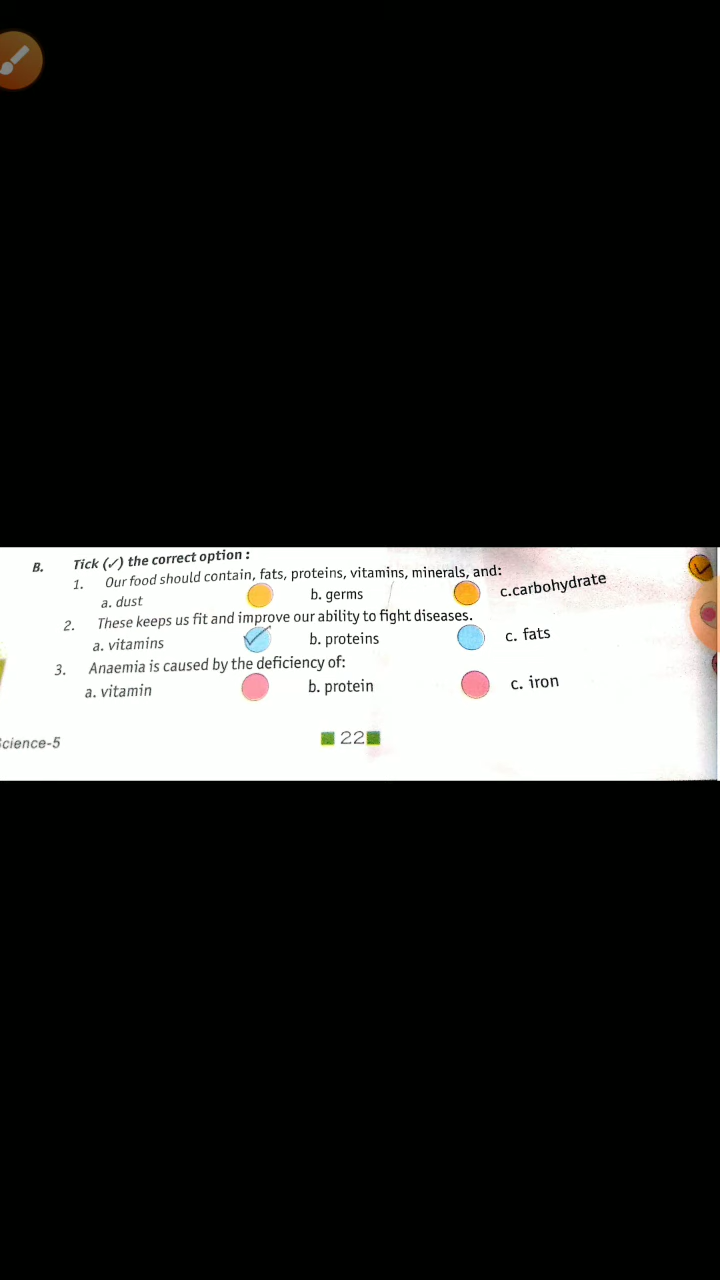 B. Tick (✓) the correct option :
1. Our food should contain, fats, proteins, vitamins, minerals, and:
a. dust b. germs c.carbohydrate
2. These keeps us fit and improve our ability to fight diseases.
a. vitamins b. proteins c. fats
3. Anaemia is caused by the deficiency of:
a. vitamin b. protein c. iron
22